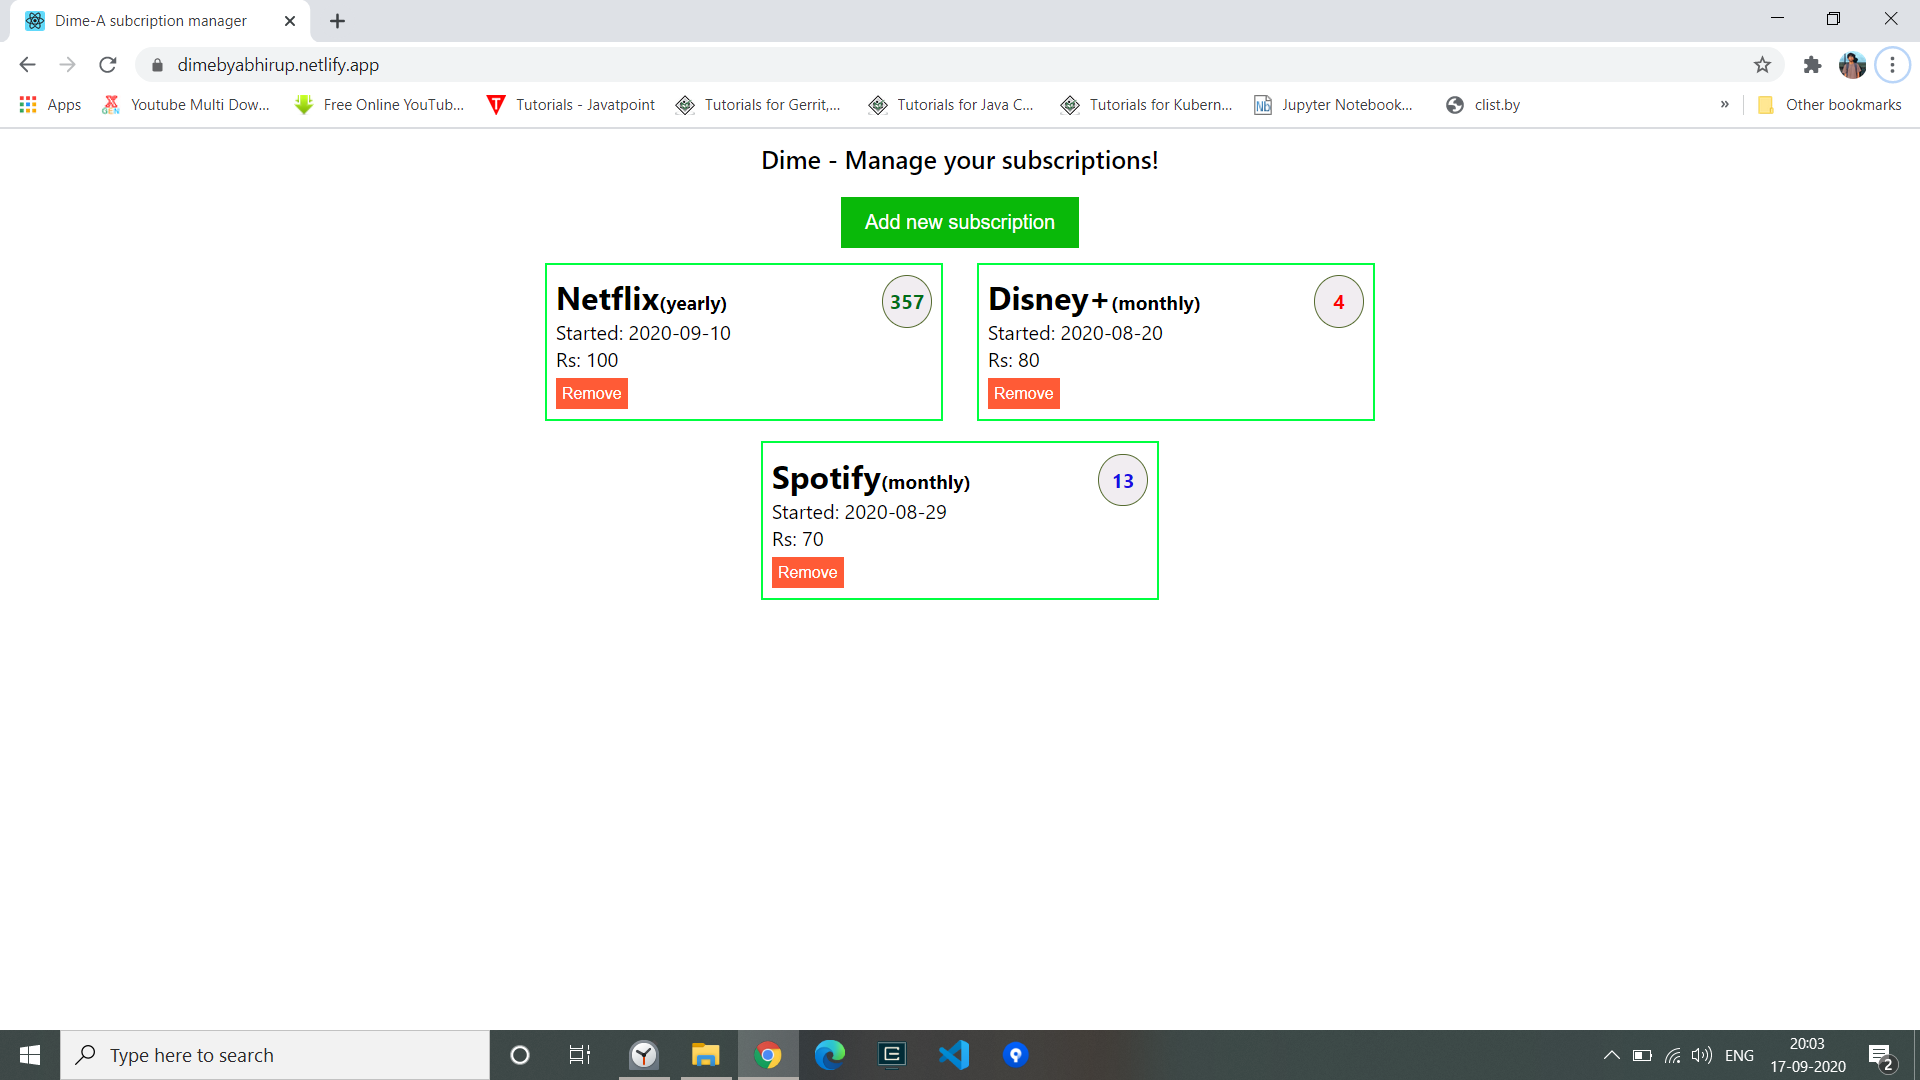 Dime-A subcription manager
dimebyabhirup.netlify.app
Apps
Youtube Multi Dow...
Free Online YouTub...
Tutorials - Javatpoint
Tutorials for Gerrit,...
Tutorials for Java C...
Tutorials for Kubern...
Jupyter Notebook...
clist.by
»
Other bookmarks
Dime - Manage your subscriptions!
Add new subscription
Netflix(yearly)
357
Started: 2020-09-10
Rs: 100
Remove
Disney+(monthly)
4
Started: 2020-08-20
Rs: 80
Remove
Spotify(monthly)
13
Started: 2020-08-29
Rs: 70
Remove
Type here to search
ENG
20:03
17-09-2020
2